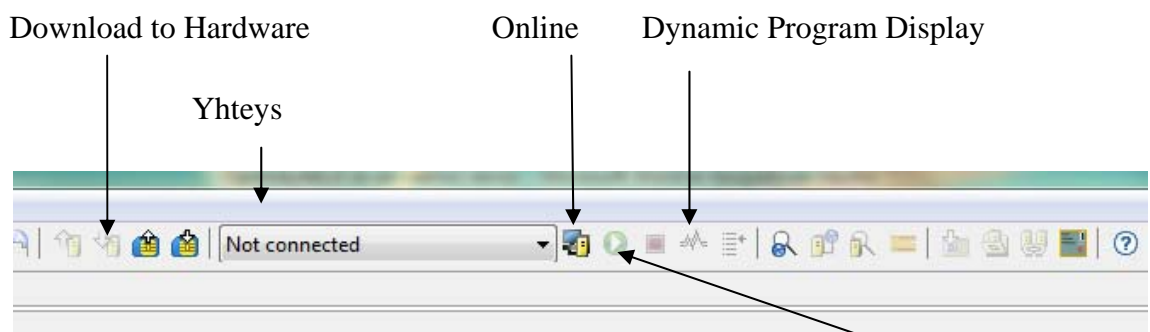 Download to Hardware Online Dynamic Program Display
Yhteys
Not connected